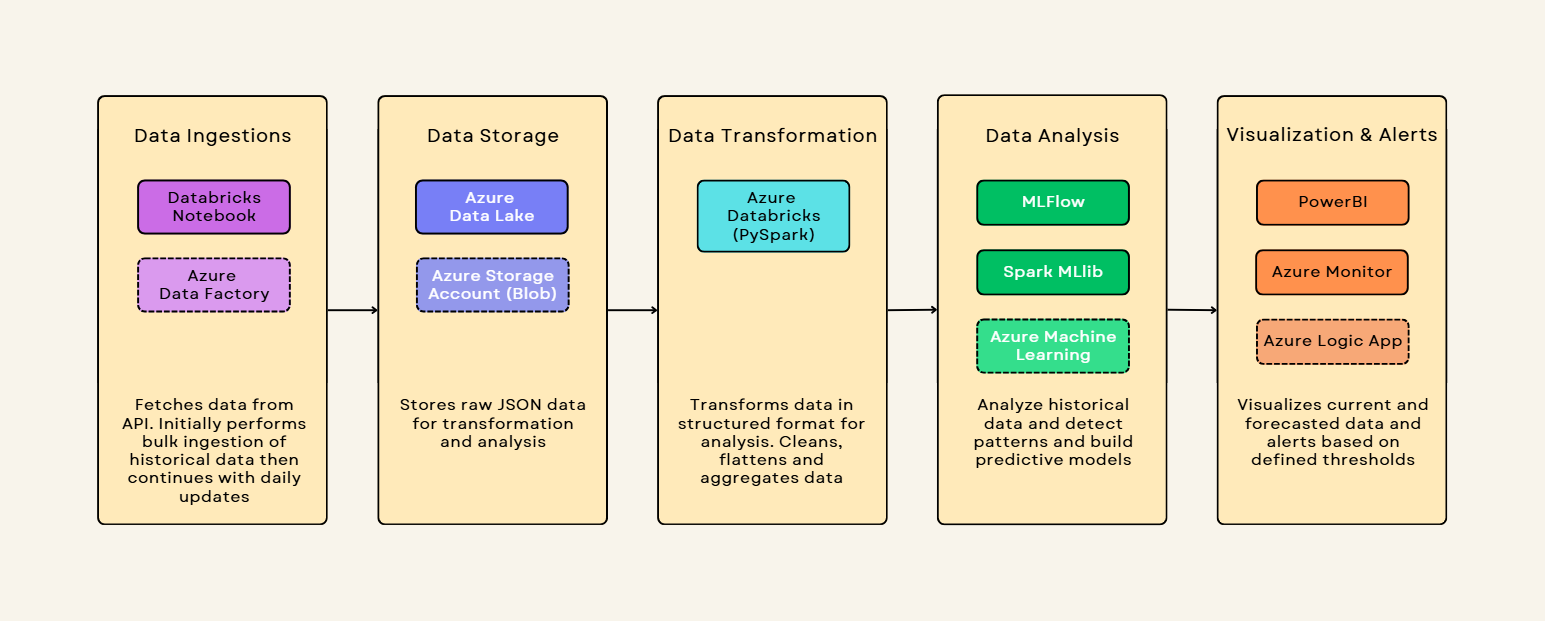 Data Ingestions
Databricks
Notebook
Azure
Data Factory
Fetches data from
API. Initially performs
bulk ingestion of
historical data then
continues with daily
updates
Data Storage
Azure
Data Lake
Azure Storage
Account (Blob)
Stores raw JSON data
for transformation
and analysis
Data Transformation
Azure
Databricks
(PySpark)
Transforms data in
structured format for
analysis. Cleans,
flattens and
aggregates data
Data Analysis
MLFlow
Spark MLlib
Azure Machine
Learning
Analyze historical
data and detect
patterns and build
predictive models
Visualization & Alerts
PowerBI
Azure Monitor
Azure Logic App
Visualizes current and
forecasted data and
alerts based on
defined thresholds